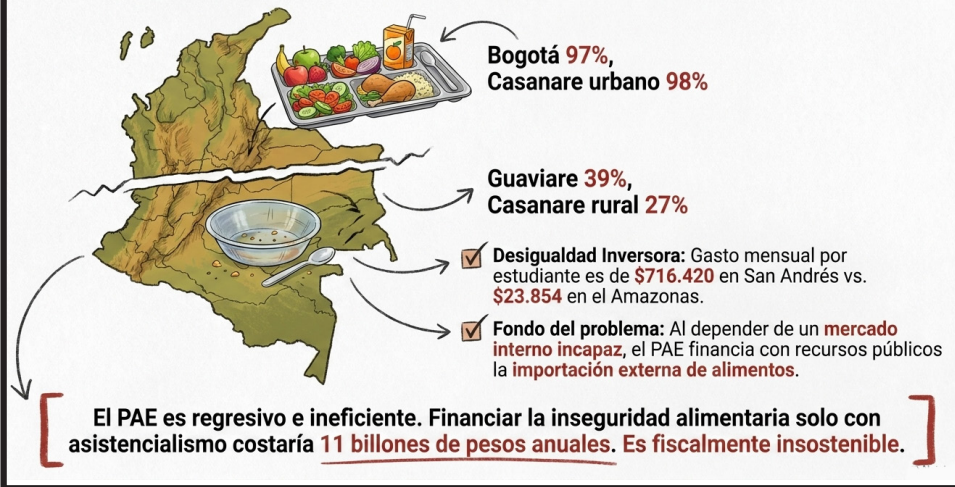 Bogotá 97%,
Casanare urbano 98%
Guaviare 39%,
Casanare rural 27%
Desigualdad Inversora: Gasto mensual por
estudiante es de $716.420 en San Andrés vs.
$23.854 en el Amazonas.
Fondo del problema: Al depender de un mercado
interno incapaz, el PAE financia con recursos públicos
la importación externa de alimentos.
El PAE es regresivo e ineficiente. Financiar la inseguridad alimentaria solo con
asistencialismo costaría 11 billones de pesos anuales. Es fiscalmente insostenible.